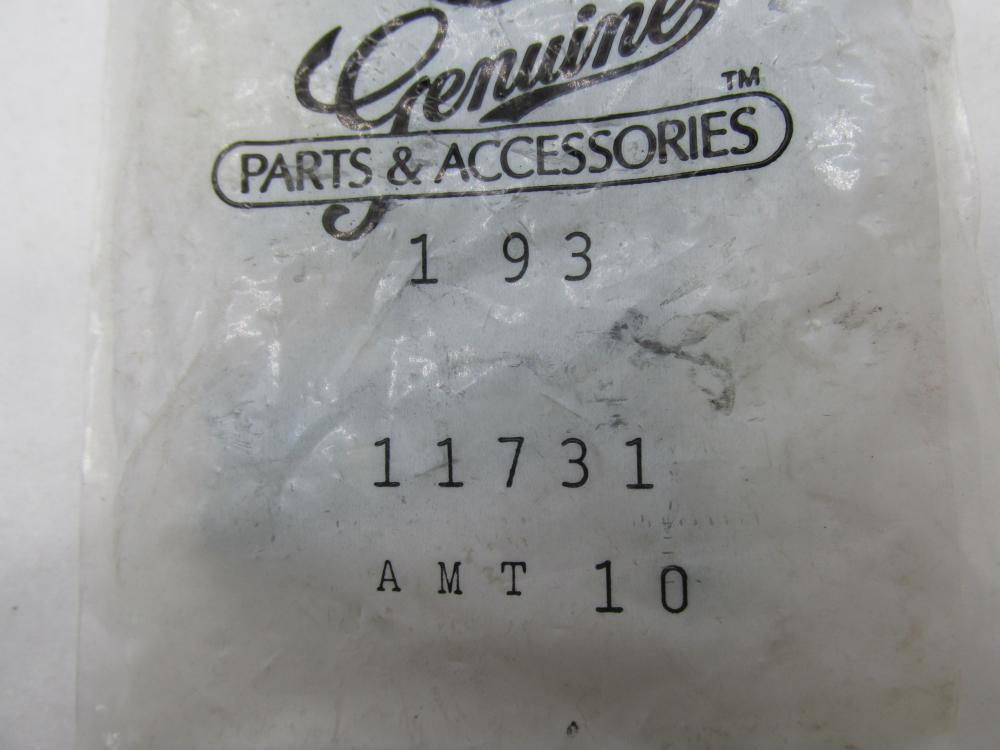 Genuine
TM
PARTS & ACCESSORIES
1 93
11731
AMT 10